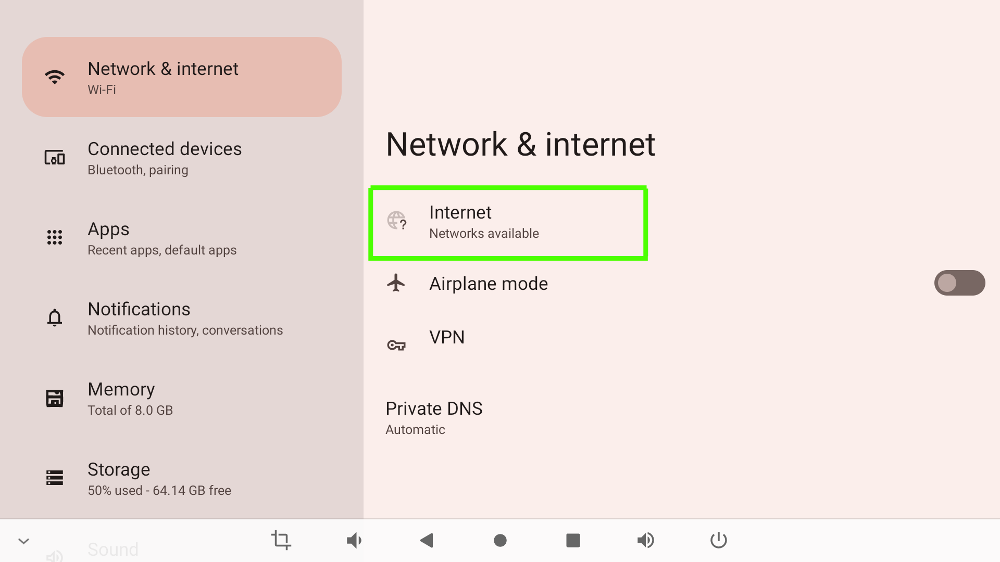 Network & internet
Wi-Fi
Connected devices
Bluetooth, pairing
Apps
Recent apps, default apps
Notifications
Notification history, conversations
Memory
Total of 8.0 GB
Storage
50% used - 64.14 GB free
Sound
Network & internet
Internet
Networks available
Airplane mode
VPN
Private DNS
Automatic